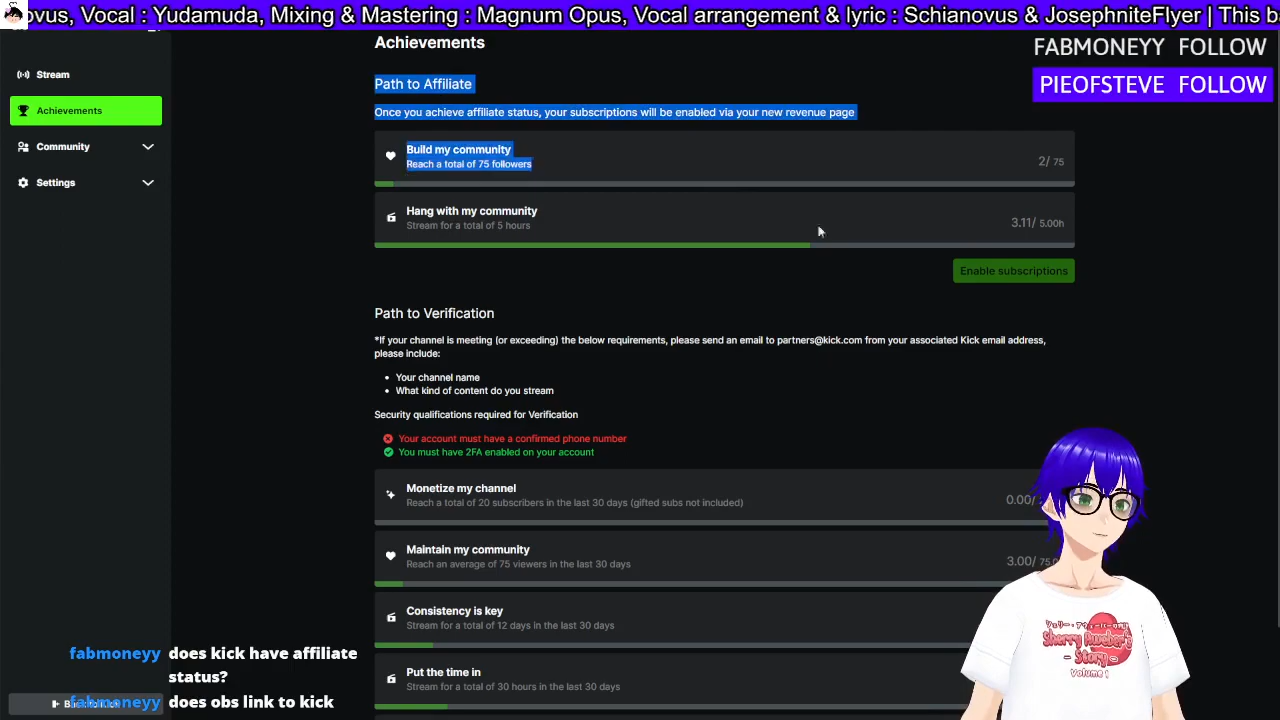 ovus, Vocal : Yudamuda, Mixing & Mastering : Magnum Opus, Vocal arrangement & lyric : Schianovus & JosephniteFlyer | This b
Achievements
FABMONEYY FOLLOW
PIEOFSTEVE FOLLOW
Stream
Achievements
Community
Settings
Path to Affiliate
Once you achieve affiliate status, your subscriptions will be enabled via your new revenue page
Build my community
Reach a total of 75 followers
2/ 75
Hang with my community
Stream for a total of 5 hours
3.11/ 5.00h
Enable subscriptions
Path to Verification
*If your channel is meeting (or exceeding) the below requirements, please send an email to partners@kick.com from your associated Kick email address,
please include:
Your channel name
What kind of content do you stream
Security qualifications required for Verification
Your account must have a confirmed phone number
You must have 2FA enabled on your account
Monetize my channel
Reach a total of 20 subscribers in the last 30 days (gifted subs not included)
0.00/
Maintain my community
Reach an average of 75 viewers in the last 30 days
3.00/ 75.0
Consistency is key
Stream for a total of 12 days in the last 30 days
Put the time in
Stream for a total of 30 hours in the last 30 days
fabmoneyy does kick have affiliate
status?
fabmoneyy does obs link to kick
Sherry Aweber's
Story
Volume 1